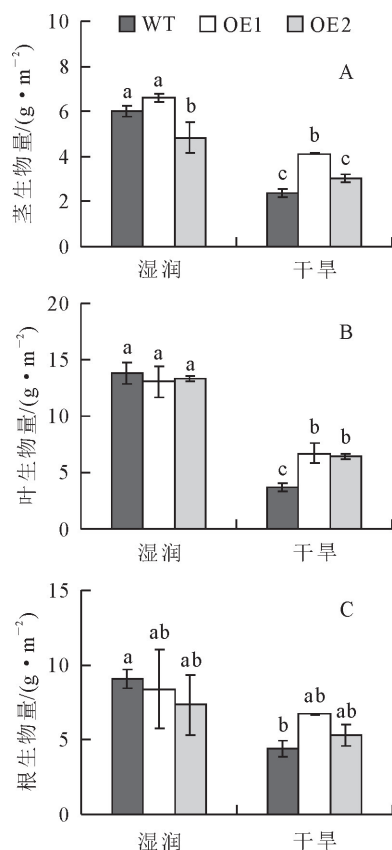 WT OE1 OE2
A
茎生物量/(g·m⁻²)
10
8
6
4
2
0
a a b
c b c
湿润 干旱
B
叶生物量/(g·m⁻²)
20
15
10
5
0
a a a
c b b
湿润 干旱
C
根生物量/(g·m⁻²)
15
10
5
0
a ab ab
b ab ab
湿润 干旱